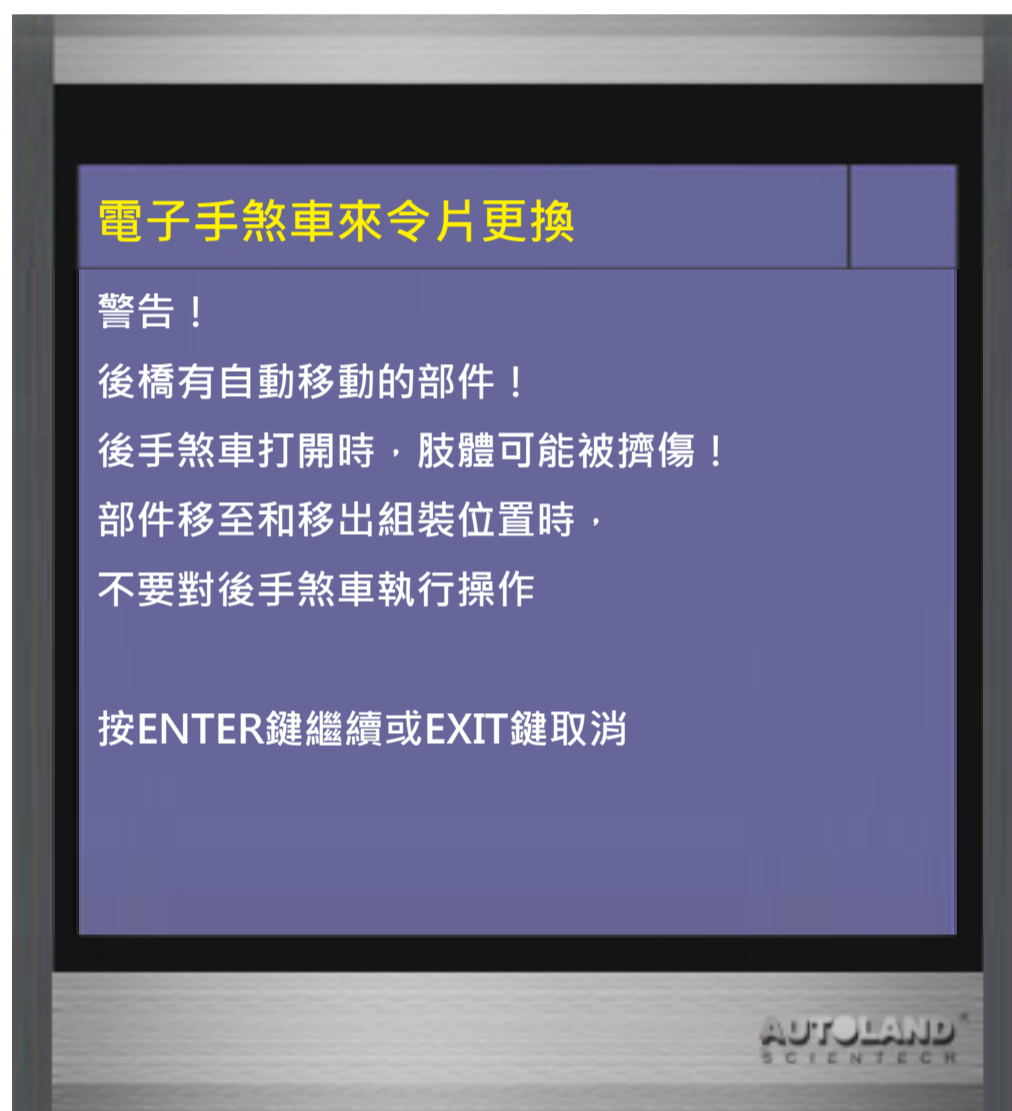 電子手煞車來令片更換
警告！
後橋有自動移動的部件！
後手煞車打開時，肢體可能被擠傷！
部件移至和移出組裝位置時，
不要對後手煞車執行操作
按ENTER鍵繼續或EXIT鍵取消
AUTOLAND
SCIENTECH